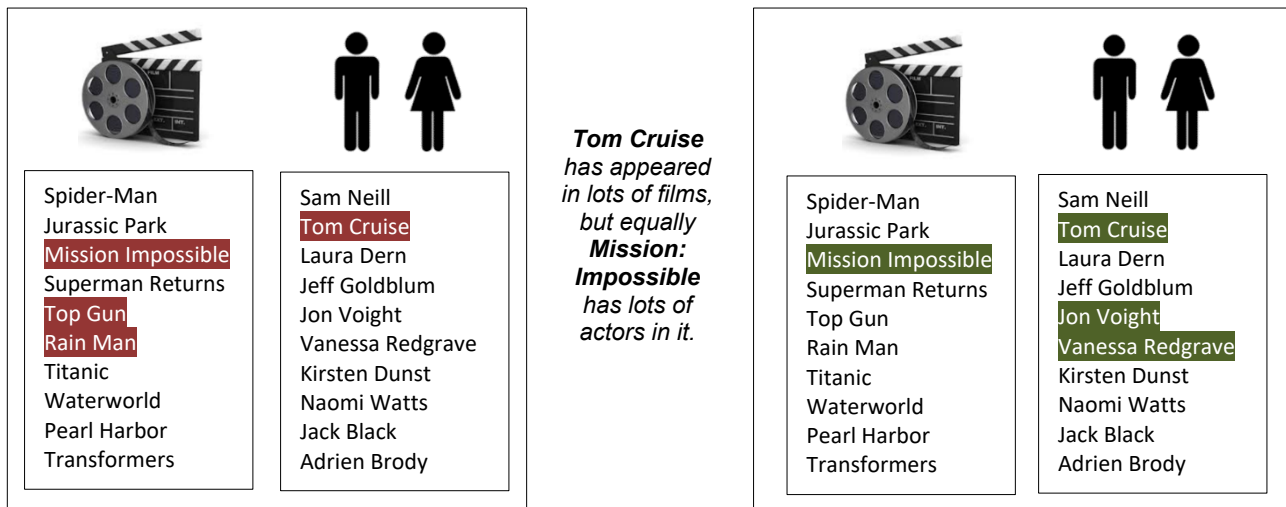 Spider-Man
Jurassic Park
Mission Impossible
Superman Returns
Top Gun
Rain Man
Titanic
Waterworld
Pearl Harbor
Transformers
Sam Neill
Tom Cruise
Laura Dern
Jeff Goldblum
Jon Voight
Vanessa Redgrave
Kirsten Dunst
Naomi Watts
Jack Black
Adrien Brody
Tom Cruise
has appeared
in lots of films,
but equally
Mission:
Impossible
has lots of
actors in it.
Spider-Man
Jurassic Park
Mission Impossible
Superman Returns
Top Gun
Rain Man
Titanic
Waterworld
Pearl Harbor
Transformers
Sam Neill
Tom Cruise
Laura Dern
Jeff Goldblum
Jon Voight
Vanessa Redgrave
Kirsten Dunst
Naomi Watts
Jack Black
Adrien Brody